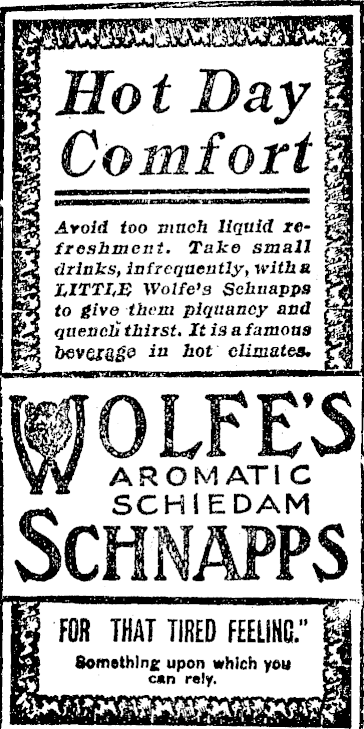 Hot Day
Comfort
Avoid too much liquid re-
freshment. Take small
drinks, infrequently, with a
LITTLE Wolfe's Schnapps
to give them piquancy and
quench thirst. It is a famous
beverage in hot climates.
WOLFE'S
AROMATIC
SCHIEDAM
SCHNAPPS
FOR THAT TIRED FEELING."
Something upon which you
can rely.